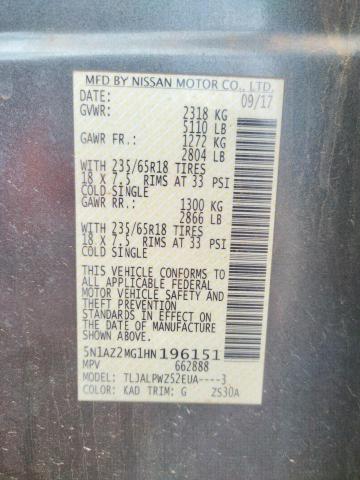 MFD BY NISSAN MOTOR CO., LTD.
DATE: 09/17
GVWR: 2318 KG
5110 LB
GAWR FR.: 1272 KG
2804 LB
WITH 235/65R18 TIRES
18 X 7.5 RIMS AT 33 PSI
COLD SINGLE
GAWR RR.: 1300 KG
2866 LB
WITH 235/65R18 TIRES
18 X 7.5 RIMS AT 33 PSI
COLD SINGLE
THIS VEHICLE CONFORMS TO
ALL APPLICABLE FEDERAL
MOTOR VEHICLE SAFETY AND
THEFT PREVENTION
STANDARDS IN EFFECT ON
THE DATE OF MANUFACTURE
SHOWN ABOVE.
5N1AZ2MG1HN196151
MPV 662888
MODEL: TLJALPWZ52EUA----3
COLOR: KAD TRIM: G ZS30A